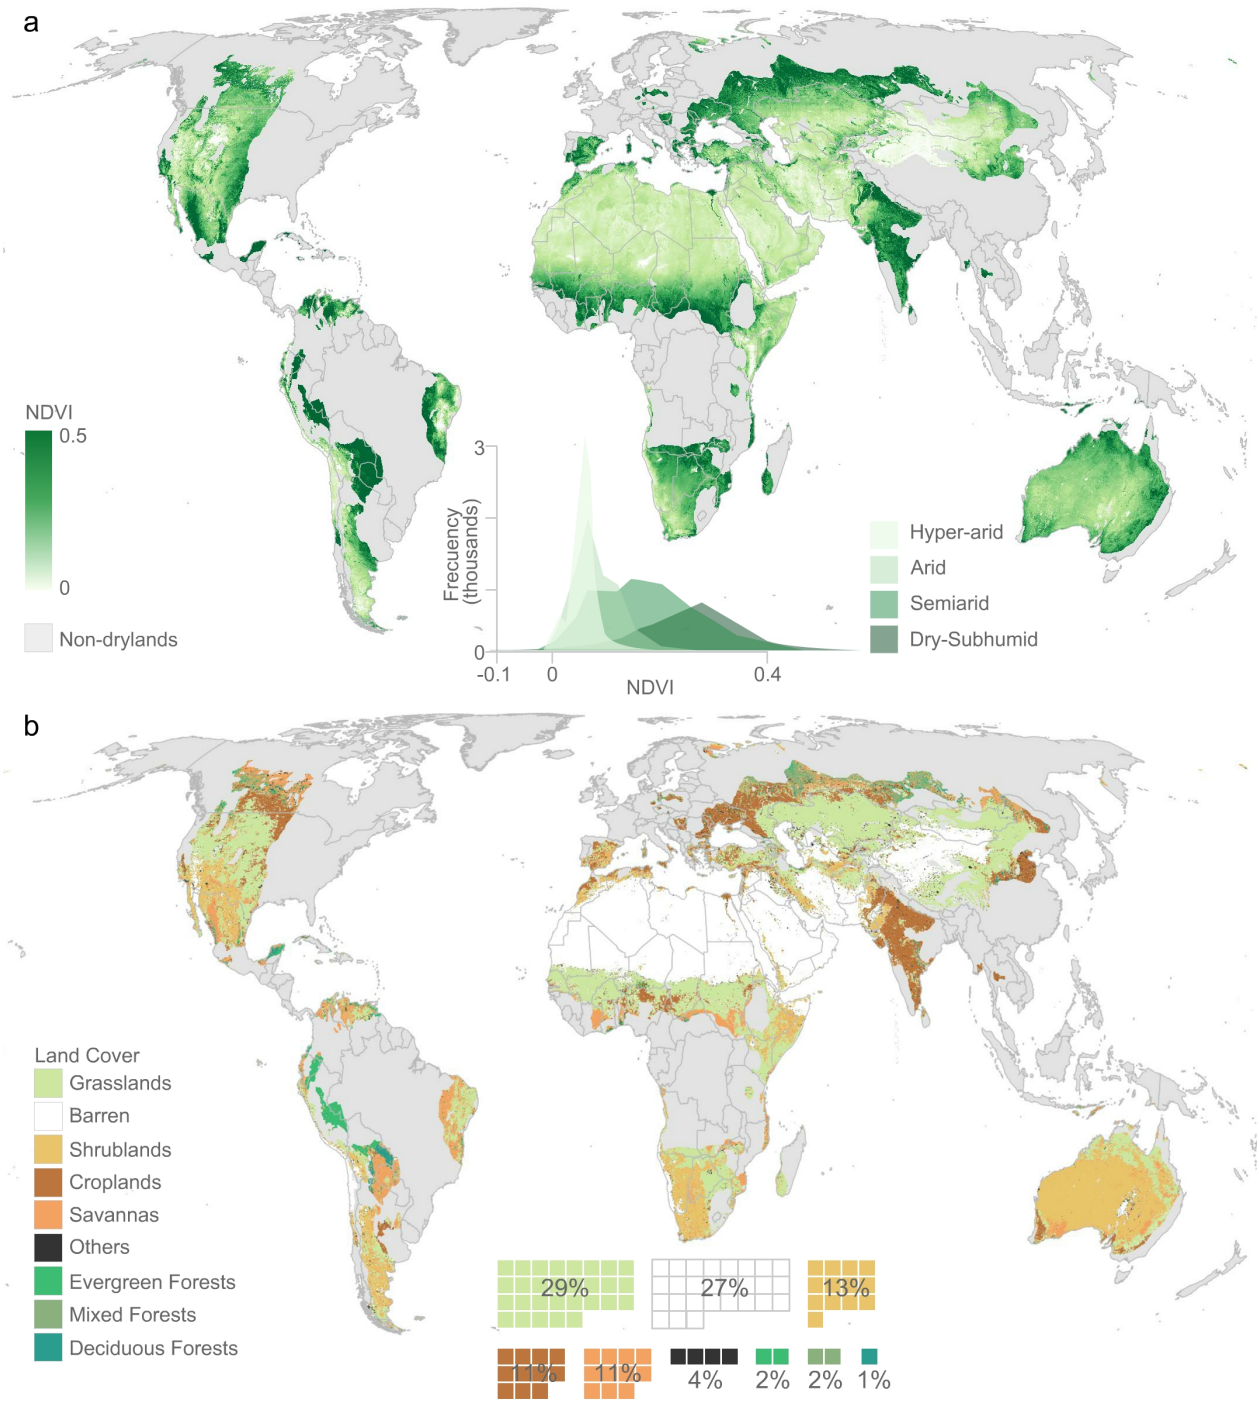 a
NDVI
0.5
0
Non-drylands
3
0
Frecuency
(thousands)
-0.1
0
0.4
NDVI
Hyper-arid
Arid
Semiarid
Dry-Subhumid
b
Land Cover
Grasslands
Barren
Shrublands
Croplands
Savannas
Others
Evergreen Forests
Mixed Forests
Deciduous Forests
29%
27%
13%
11%
11%
4%
2%
2%
1%